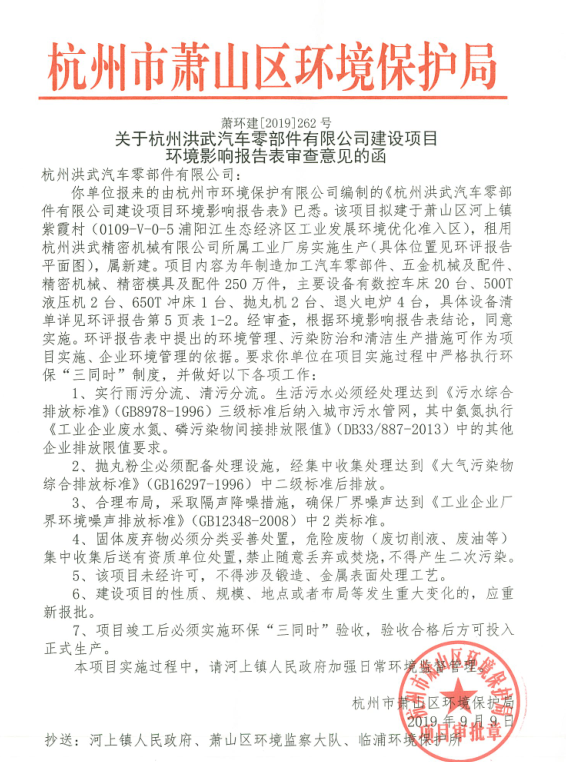 杭州市萧山区环境保护局
萧环建[2019]262 号
关于杭州洪武汽车零部件有限公司建设项目
环境影响报告表审查意见的函
杭州洪武汽车零部件有限公司：
你单位报来的由杭州市环境保护有限公司编制的《杭州洪武汽车零部
件有限公司建设项目环境影响报告表》已悉。该项目拟建于萧山区河上镇
紫霞村（0109-V-0-5 浦阳江生态经济区工业发展环境优化准入区），租用
杭州洪武精密机械有限公司所属工业厂房实施生产（具体位置见环评报告
平面图），属新建。项目内容为年制造加工汽车零部件、五金机械及配件、
精密机械、精密模具及配件 250 万件，主要设备有数控车床 20 台、500T
液压机 2 台、650T 冲床 1 台、抛丸机 2 台、退火电炉 4 台，具体设备清
单详见环评报告第 5 页表 1-2。经审查，根据环境影响报告表结论，同意
实施。环评报告表中提出的环境管理、污染防治和清洁生产措施可作为项
目实施、企业环境管理的依据。要求你单位在项目实施过程中严格执行环
保“三同时”制度，并做好以下各项工作：
1、实行雨污分流、清污分流。生活污水必须经处理达到《污水综合
排放标准》（GB8978-1996）三级标准后纳入城市污水管网，其中氨氮执行
《工业企业废水氮、磷污染物间接排放限值》（DB33/887-2013）中的其他
企业排放限值要求。
2、抛丸粉尘必须配备处理设施，经集中收集处理达到《大气污染物
综合排放标准》（GB16297-1996）中二级标准后排放。
3、合理布局，采取隔声降噪措施，确保厂界噪声达到《工业企业厂
界环境噪声排放标准》（GB12348-2008）中 2 类标准。
4、固体废弃物必须分类妥善处置，危险废物（废切削液、废油等）
集中收集后送有资质单位处置，禁止随意丢弃或焚烧，不得产生二次污染。
5、该项目未经许可，不得涉及锻造、金属表面处理工艺。
6、建设项目的性质、规模、地点或者布局等发生重大变化的，应重
新报批。
7、项目竣工后必须实施环保“三同时”验收，验收合格后方可投入
正式生产。
本项目实施过程中，请河上镇人民政府加强日常环境监督管理。
杭州市萧山区环境保护局
2019 年 9 月 9 日
杭州市萧山区环境保护局
项目审批章
抄送：河上镇人民政府、萧山区环境监察大队、临浦环境保护所